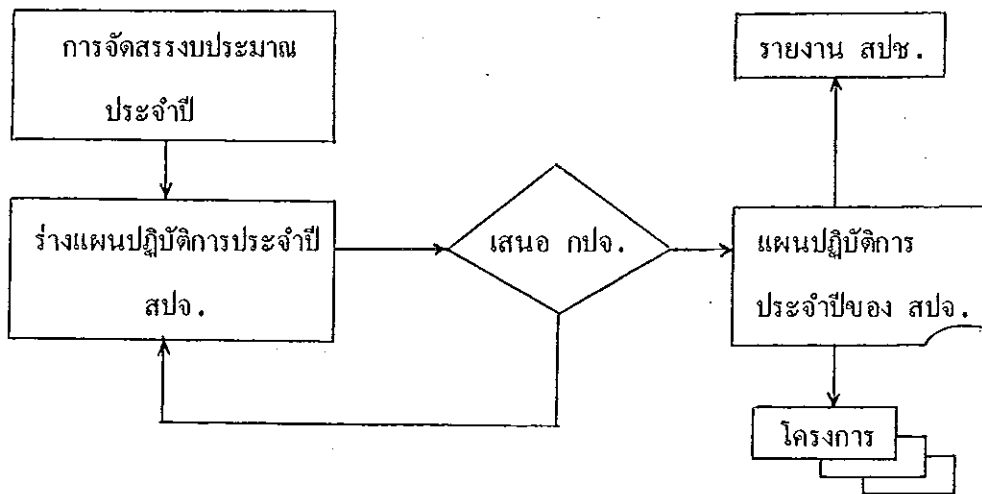 การจัดสรรงบประมาณ
ประจำปี
รายงาน สปช.
ร่างแผนปฏิบัติการประจำปี
สปจ.
เสนอ กปจ.
แผนปฏิบัติการ
ประจำปีของ สปจ.
โครงการ